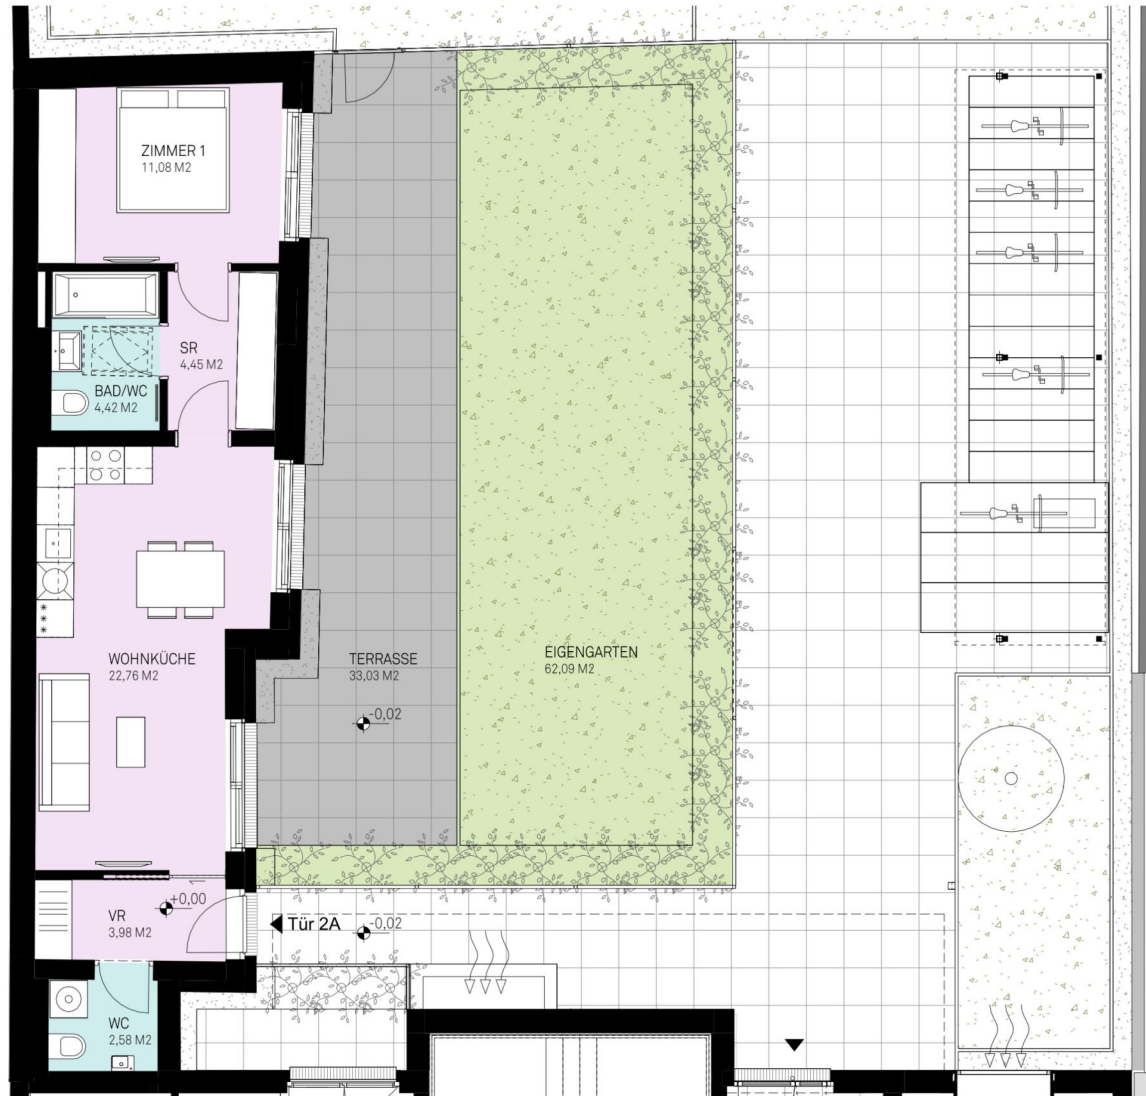 ZIMMER 1
11,08 M2
SR
4,45 M2
BAD/WC
4,42 M2
WOHNKÜCHE
22,76 M2
TERRASSE
33,03 M2
-0,02
EIGENGARTEN
62,09 M2
+0,00
VR
3,98 M2
Tür 2A
-0,02
WC
2,58 M2